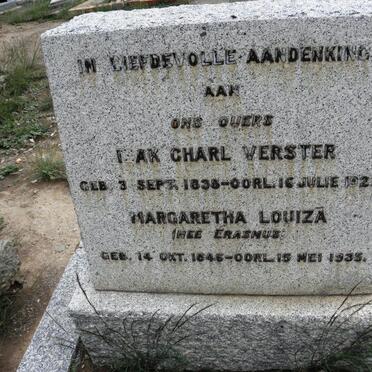 IN LIEFDEVOLLE AANDENKING
AAN
ONS OUERS
CHARL VERSTER
GEB. 3 SEPT. 1838-OORL. 16 JULIE
MARGARETHA LOUIZA
(NEE ERASMUS)
GEB. 14 OKT. 1846-OORL. 15 MEI 1935.